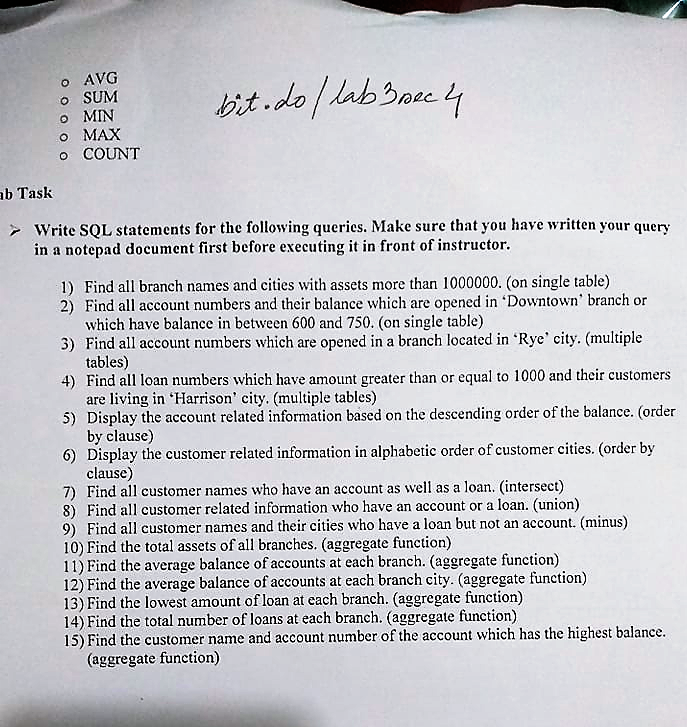 o AVG
o SUM
o MIN
o MAX
o COUNT
bit.do/lab3sec4
ab Task
➢ Write SQL statements for the following queries. Make sure that you have written your query
in a notepad document first before executing it in front of instructor.
1) Find all branch names and cities with assets more than 1000000. (on single table)
2) Find all account numbers and their balance which are opened in ‘Downtown’ branch or
which have balance in between 600 and 750. (on single table)
3) Find all account numbers which are opened in a branch located in ‘Rye’ city. (multiple
tables)
4) Find all loan numbers which have amount greater than or equal to 1000 and their customers
are living in ‘Harrison’ city. (multiple tables)
5) Display the account related information based on the descending order of the balance. (order
by clause)
6) Display the customer related information in alphabetic order of customer cities. (order by
clause)
7) Find all customer names who have an account as well as a loan. (intersect)
8) Find all customer related information who have an account or a loan. (union)
9) Find all customer names and their cities who have a loan but not an account. (minus)
10) Find the total assets of all branches. (aggregate function)
11) Find the average balance of accounts at each branch. (aggregate function)
12) Find the average balance of accounts at each branch city. (aggregate function)
13) Find the lowest amount of loan at each branch. (aggregate function)
14) Find the total number of loans at each branch. (aggregate function)
15) Find the customer name and account number of the account which has the highest balance.
(aggregate function)